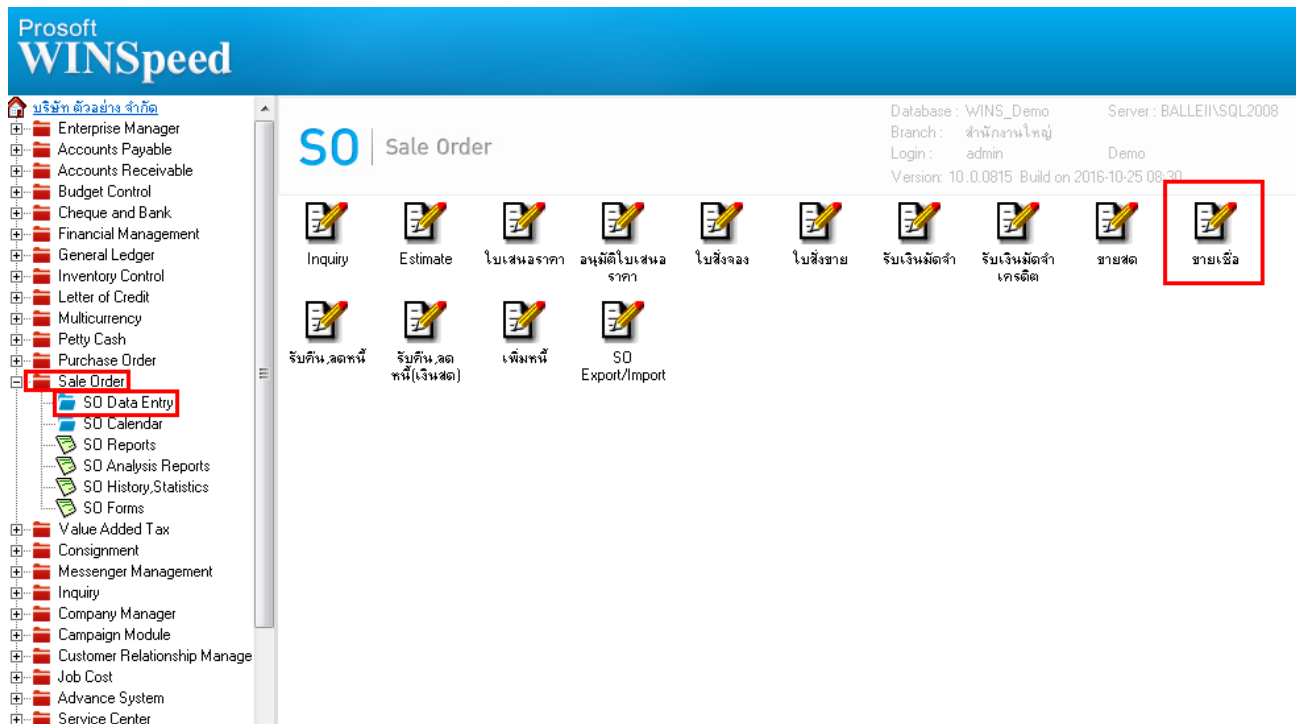 Prosoft
WINSpeed
บริษัท ตัวอย่าง จำกัด
Enterprise Manager
Accounts Payable
Accounts Receivable
Budget Control
Cheque and Bank
Financial Management
General Ledger
Inventory Control
Letter of Credit
Multicurrency
Petty Cash
Purchase Order
Sale Order
SO Data Entry
SO Calendar
SO Reports
SO Analysis Reports
SO History,Statistics
SO Forms
Value Added Tax
Consignment
Messenger Management
Inquiry
Company Manager
Campaign Module
Customer Relationship Manage
Job Cost
Advance System
Service Center
SO Sale Order
Database : WINS_Demo Server : BALLEII\SQL2008
Branch : สำนักงานใหญ่
Login : admin Demo
Version: 10.0.0815 Build on 2016-10-25 08:30
Inquiry Estimate ใบเสนอราคา อนุมัติใบเสนอ ใบสั่งจอง ใบสั่งขาย รับเงินมัดจำ รับเงินมัดจำ ขายสด ขายเชื่อ
ราคา เครดิต
รับคืน,ลดหนี้ รับคืน,ลด เพิ่มหนี้ SO
หนี้(เงินสด) Export/Import